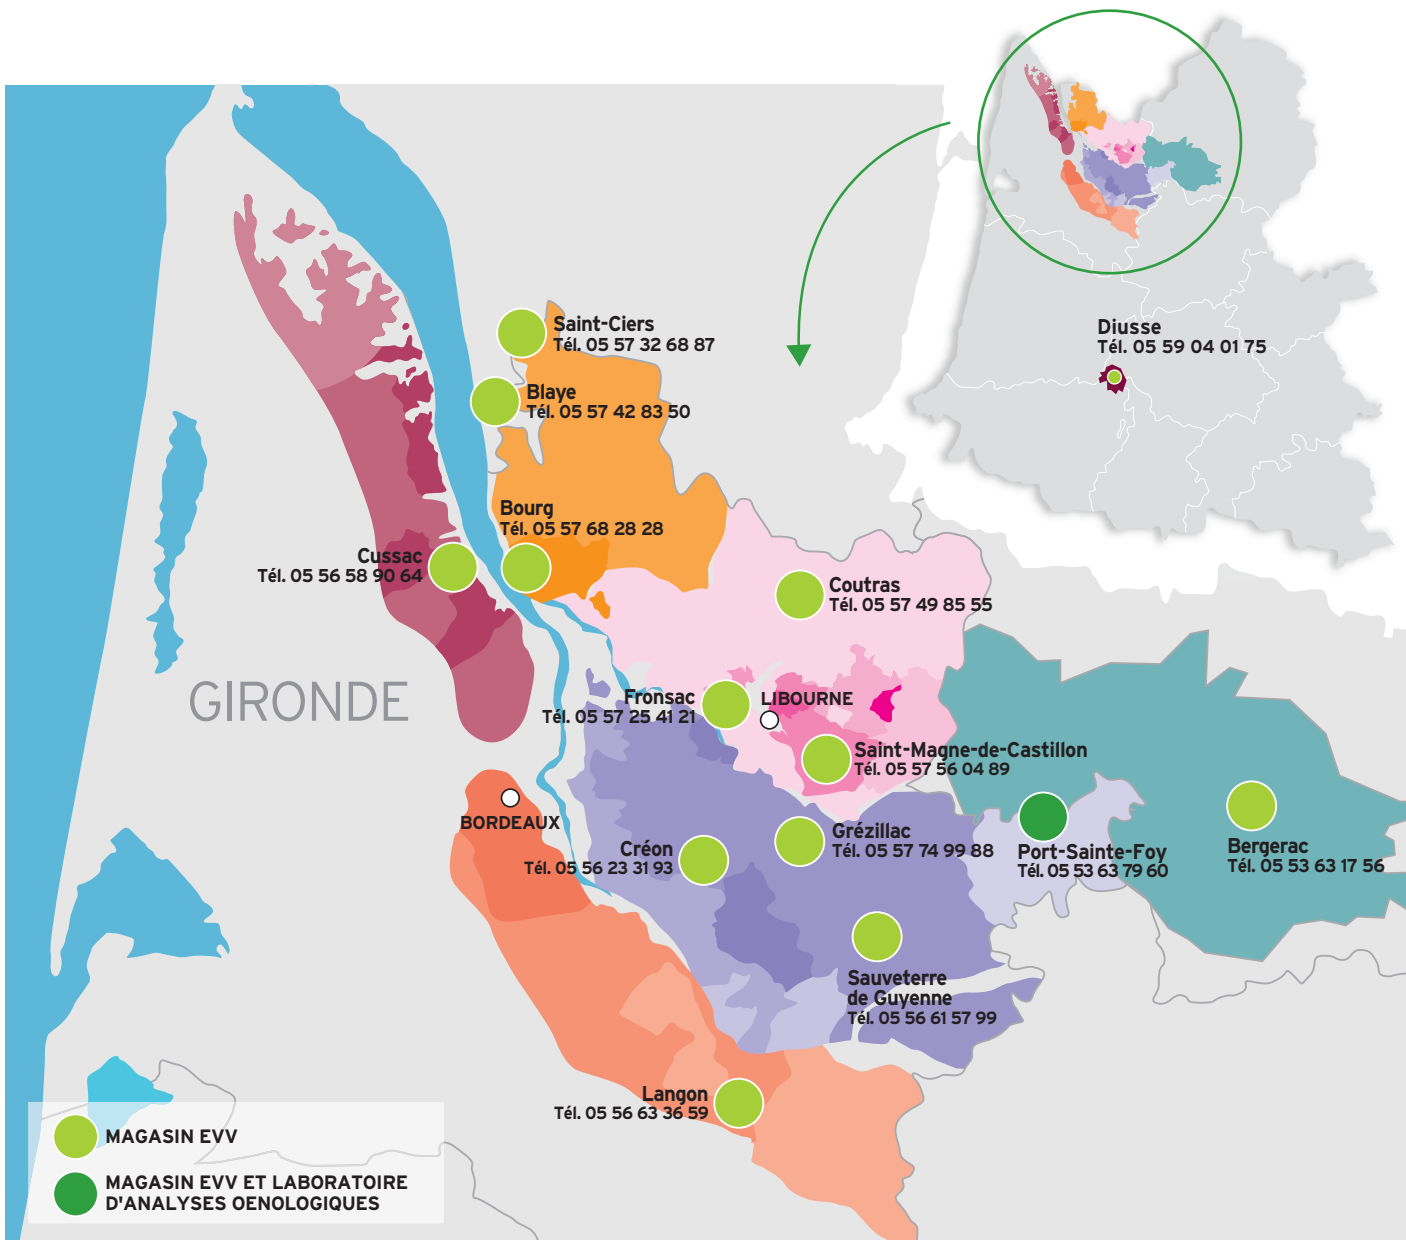 Diusse
Tél. 05 59 04 01 75
Saint-Ciers
Tél. 05 57 32 68 87
Blaye
Tél. 05 57 42 83 50
Bourg
Tél. 05 57 68 28 28
Cussac
Tél. 05 56 58 90 64
Coutras
Tél. 05 57 49 85 55
GIRONDE
Fronsac
Tél. 05 57 25 41 21
LIBOURNE
Saint-Magne-de-Castillon
Tél. 05 57 56 04 89
BORDEAUX
Créon
Tél. 05 56 23 31 93
Grézillac
Tél. 05 57 74 99 88
Port-Sainte-Foy
Tél. 05 53 63 79 60
Bergerac
Tél. 05 53 63 17 56
Sauveterre
de Guyenne
Tél. 05 56 61 57 99
Langon
Tél. 05 56 63 36 59
MAGASIN EVV
MAGASIN EVV ET LABORATOIRE
D'ANALYSES OENOLOGIQUES